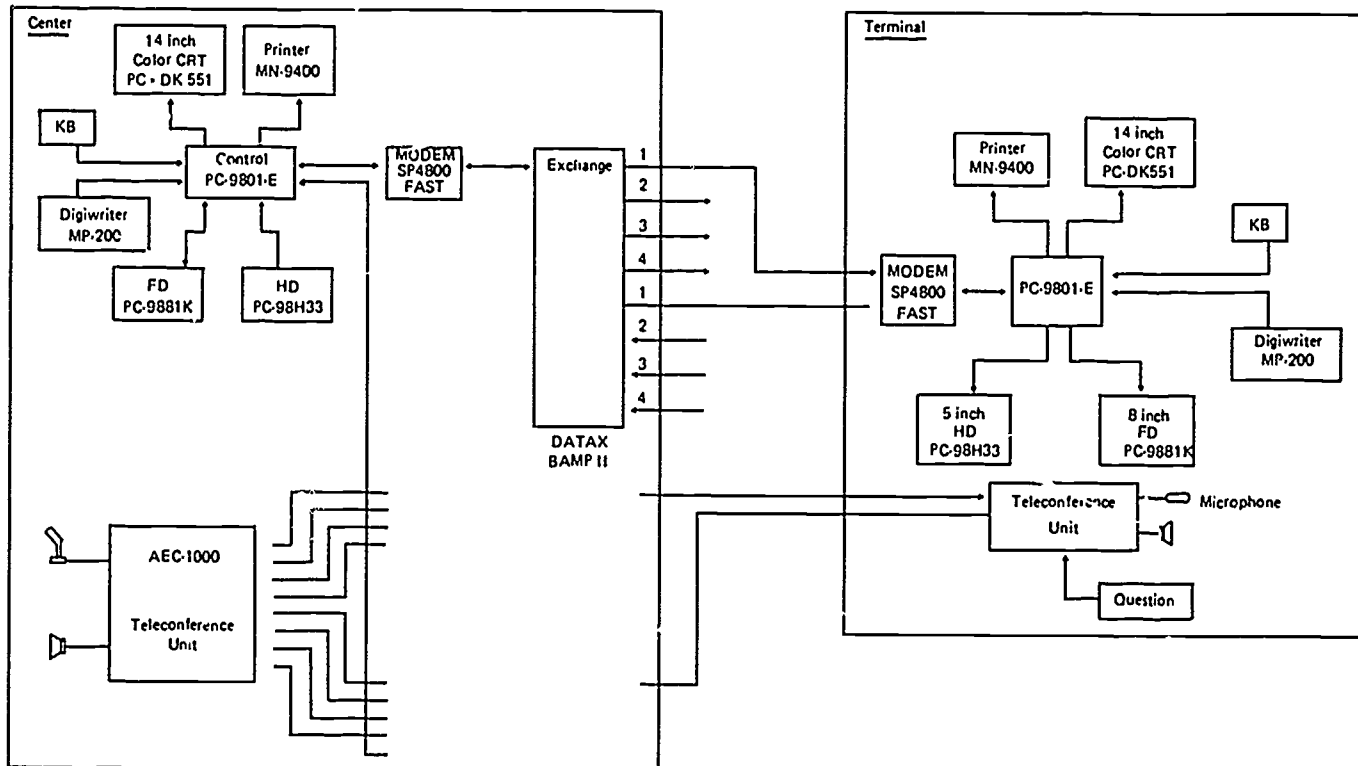 Center
14 inch
Color CRT
PC·DK 551
Printer
MN-9400
KB
Control
PC-9801-E
MODEM
SP4800
FAST
Digiwriter
MP-200
FD
PC-9881K
HD
PC-98H33
Exchange
1
2
3
4
1
2
3
4
DATAX
BAMP II
AEC-1000
Teleconference
Unit
Terminal
Printer
MN-9400
14 inch
Color CRT
PC-DK551
KB
MODEM
SP4800
FAST
PC-9801-E
Digiwriter
MP-200
5 inch
HD
PC-98H33
8 inch
FD
PC-9881K
Teleconference
Unit
Microphone
Question